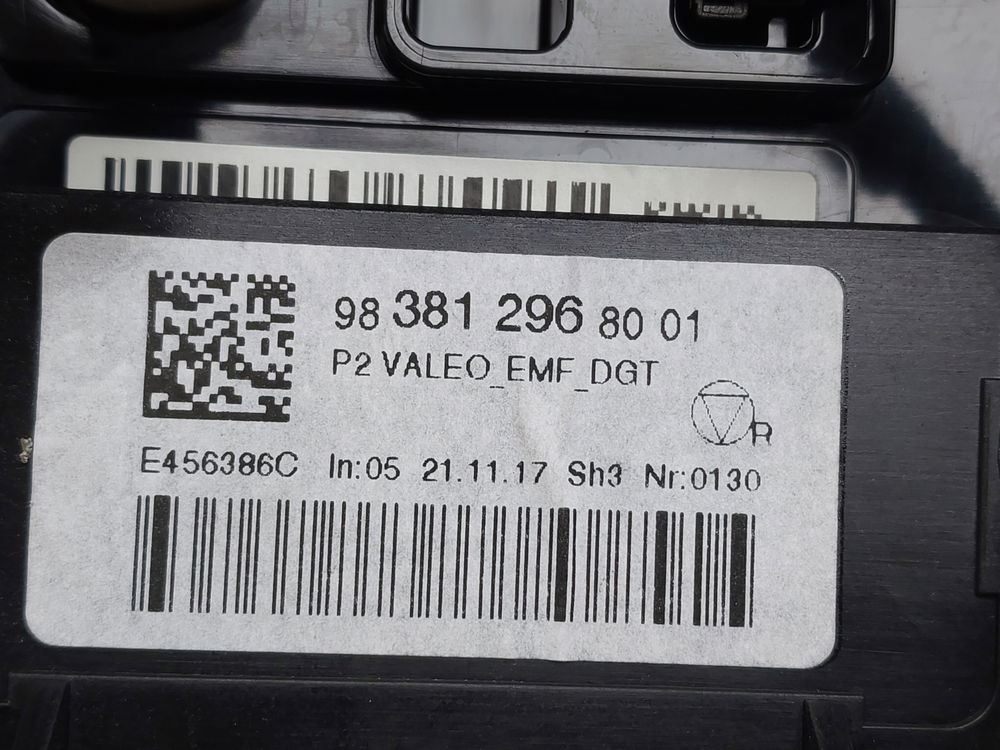 98 381 296 80 01
P2 VALEO_EMF_DGT
R
E456386C In:05 21.11.17 Sh3 Nr:0130